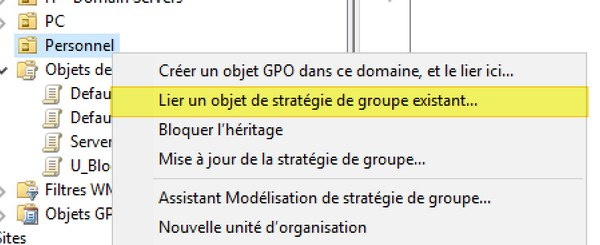 Domain Servers
PC
Personnel
Objets de
Créer un objet GPO dans ce domaine, et le lier ici...
Defau
Lier un objet de stratégie de groupe existant...
Defau
Bloquer l'héritage
Server
Mise à jour de la stratégie de groupe...
U_Blo
Filtres WM
Assistant Modélisation de stratégie de groupe...
Objets GP
Nouvelle unité d'organisation
Sites